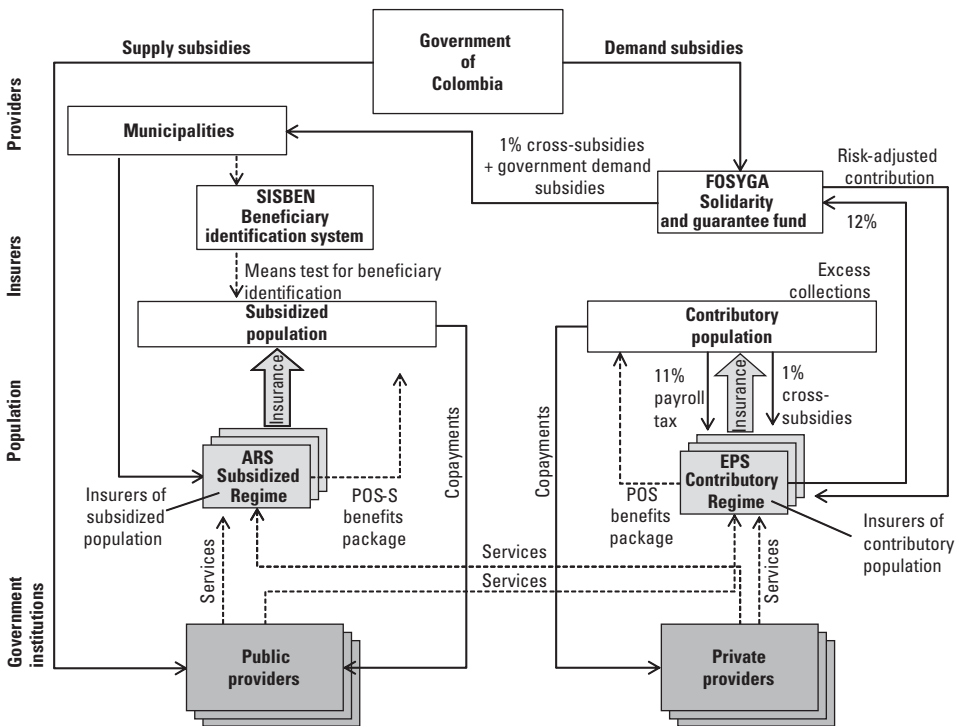 Supply subsidies
Government
of
Colombia
Demand subsidies
Providers
Municipalities
1% cross-subsidies
+ government demand
subsidies
Risk-adjusted
contribution
SISBEN
Beneficiary
identification system
FOSYGA
Solidarity
and guarantee fund
12%
Insurers
Means test for beneficiary
identification
Excess
collections
Subsidized
population
Contributory
population
Population
Insurance
Copayments
Copayments
11%
payroll
tax
Insurance
1%
cross-
subsidies
ARS
Subsidized
Regime
EPS
Contributory
Regime
Insurers of
subsidized
population
POS-S
benefits
package
POS
benefits
package
Insurers of
contributory
population
Government
institutions
Services
Services
Services
Services
Public
providers
Private
providers